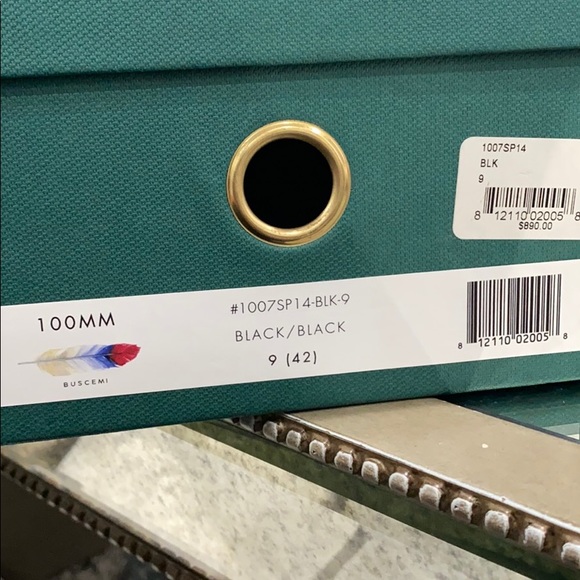 1007SP14
BLK
9
8 12110 02005 8
$890.00
100MM
BUSCEMI
#1007SP14-BLK-9
BLACK/BLACK
9 (42)
8 12110 02005 8